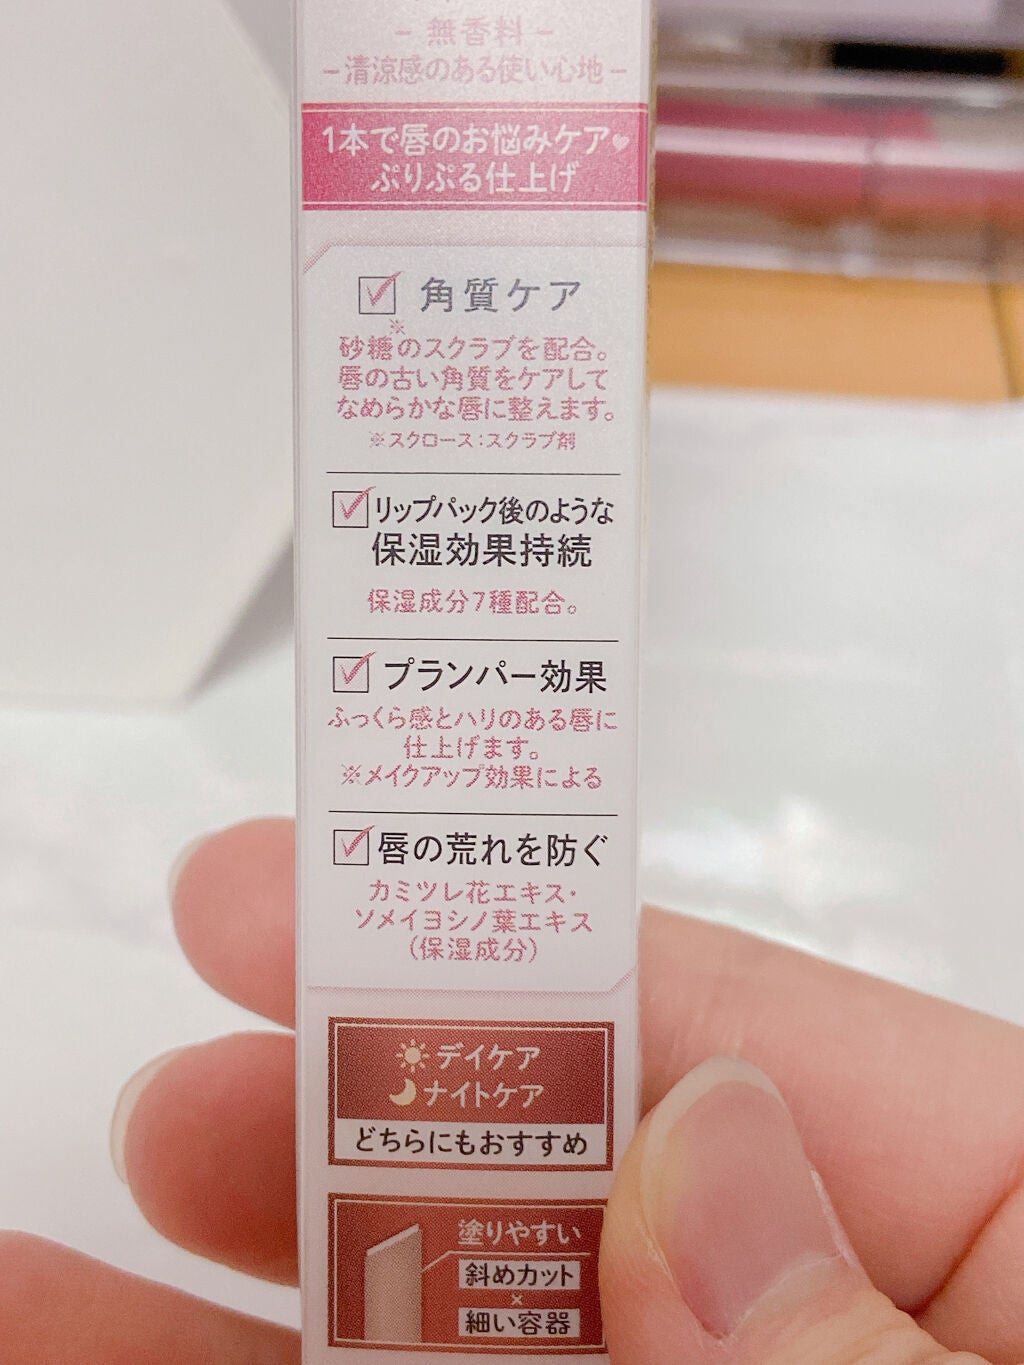 －無香料－
－清涼感のある使い心地－
1本で唇のお悩みケア♥
ぷりぷる仕上げ
角質ケア
砂糖※のスクラブを配合。
唇の古い角質をケアして
なめらかな唇に整えます。
※スクロース：スクラブ剤
リップパック後のような
保湿効果持続
保湿成分7種配合。
プランパー効果
ふっくら感とハリのある唇に
仕上げます。
※メイクアップ効果による
唇の荒れを防ぐ
カミツレ花エキス・
ソメイヨシノ葉エキス
（保湿成分）
デイケア
ナイトケア
どちらにもおすすめ
塗りやすい
斜めカット
×
細い容器